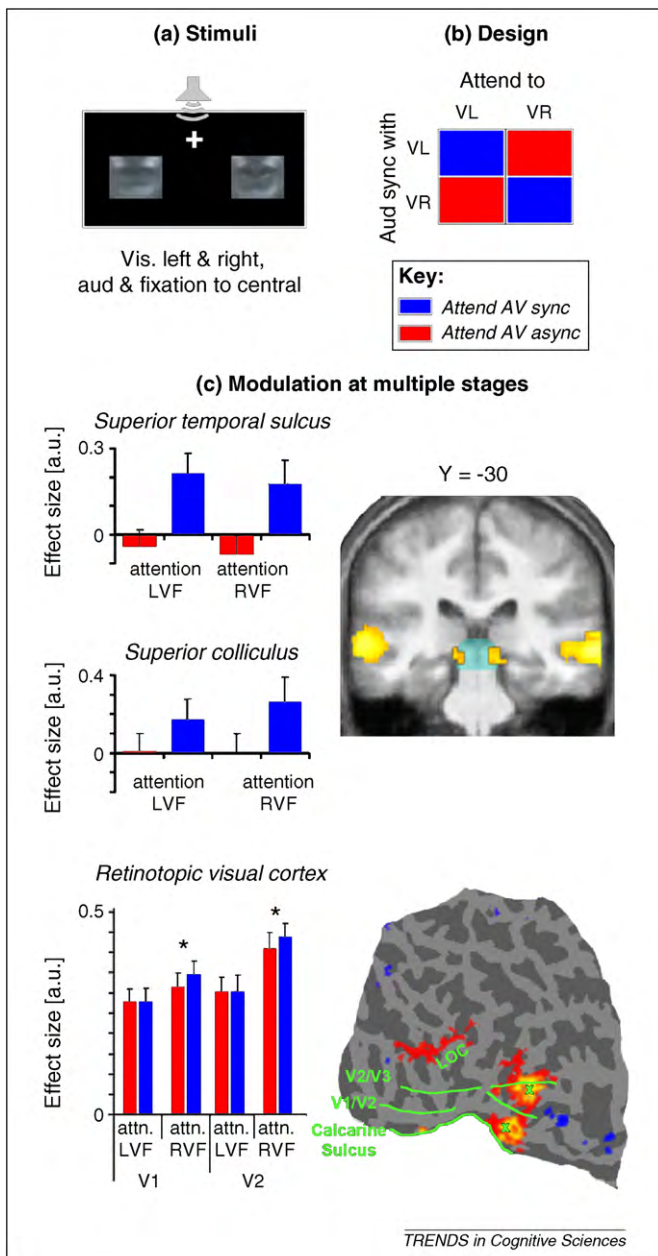 (a) Stimuli
Vis. left & right,
aud & fixation to central
(b) Design
Attend to
VL VR
Aud sync with
VL
VR
Key:
Attend AV sync
Attend AV async
(c) Modulation at multiple stages
Superior temporal sulcus
Effect size [a.u.]
0.3
0
attention attention
LVF RVF
Y = -30
Superior colliculus
Effect size [a.u.]
0.4
0
attention attention
LVF RVF
Retinotopic visual cortex
Effect size [a.u.]
0.5
0
* *
attn. attn. attn. attn.
LVF RVF LVF RVF
V1 V2
LOC
V2/V3
V1/V2
Calcarine
Sulcus
x
x
TRENDS in Cognitive Sciences